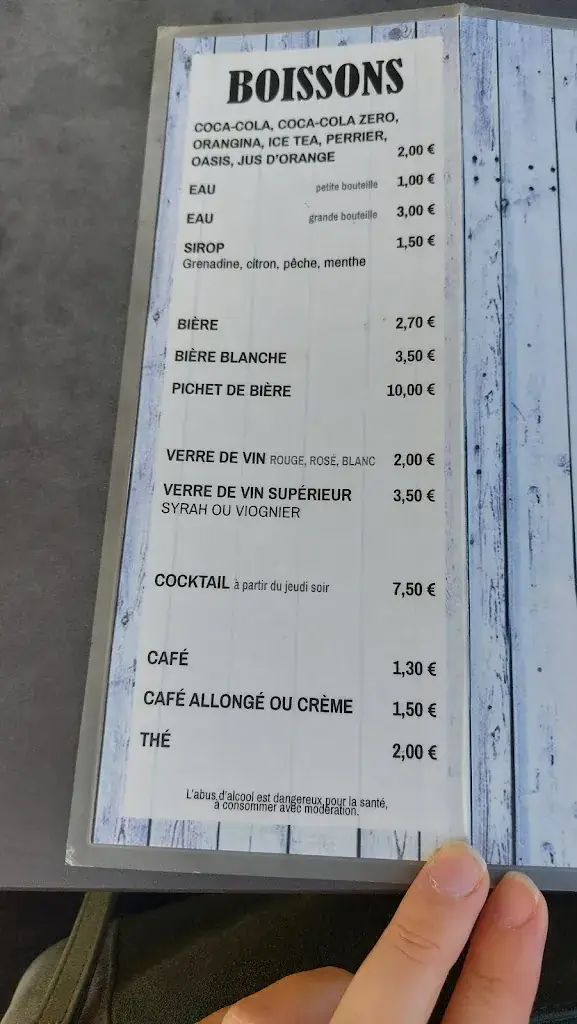 BOISSONS
COCA-COLA, COCA-COLA ZERO,
ORANGINA, ICE TEA, PERRIER,
OASIS, JUS D'ORANGE 2,00 €
EAU petite bouteille 1,00 €
EAU grande bouteille 3,00 €
SIROP 1,50 €
Grenadine, citron, pêche, menthe
BIÈRE 2,70 €
BIÈRE BLANCHE 3,50 €
PICHET DE BIÈRE 10,00 €
VERRE DE VIN ROUGE, ROSÉ, BLANC 2,00 €
VERRE DE VIN SUPÉRIEUR 3,50 €
SYRAH OU VIOGNIER
COCKTAIL à partir du jeudi soir 7,50 €
CAFÉ 1,30 €
CAFÉ ALLONGÉ OU CRÈME 1,50 €
THÉ 2,00 €
L'abus d'alcool est dangereux pour la santé,
à consommer avec modération.